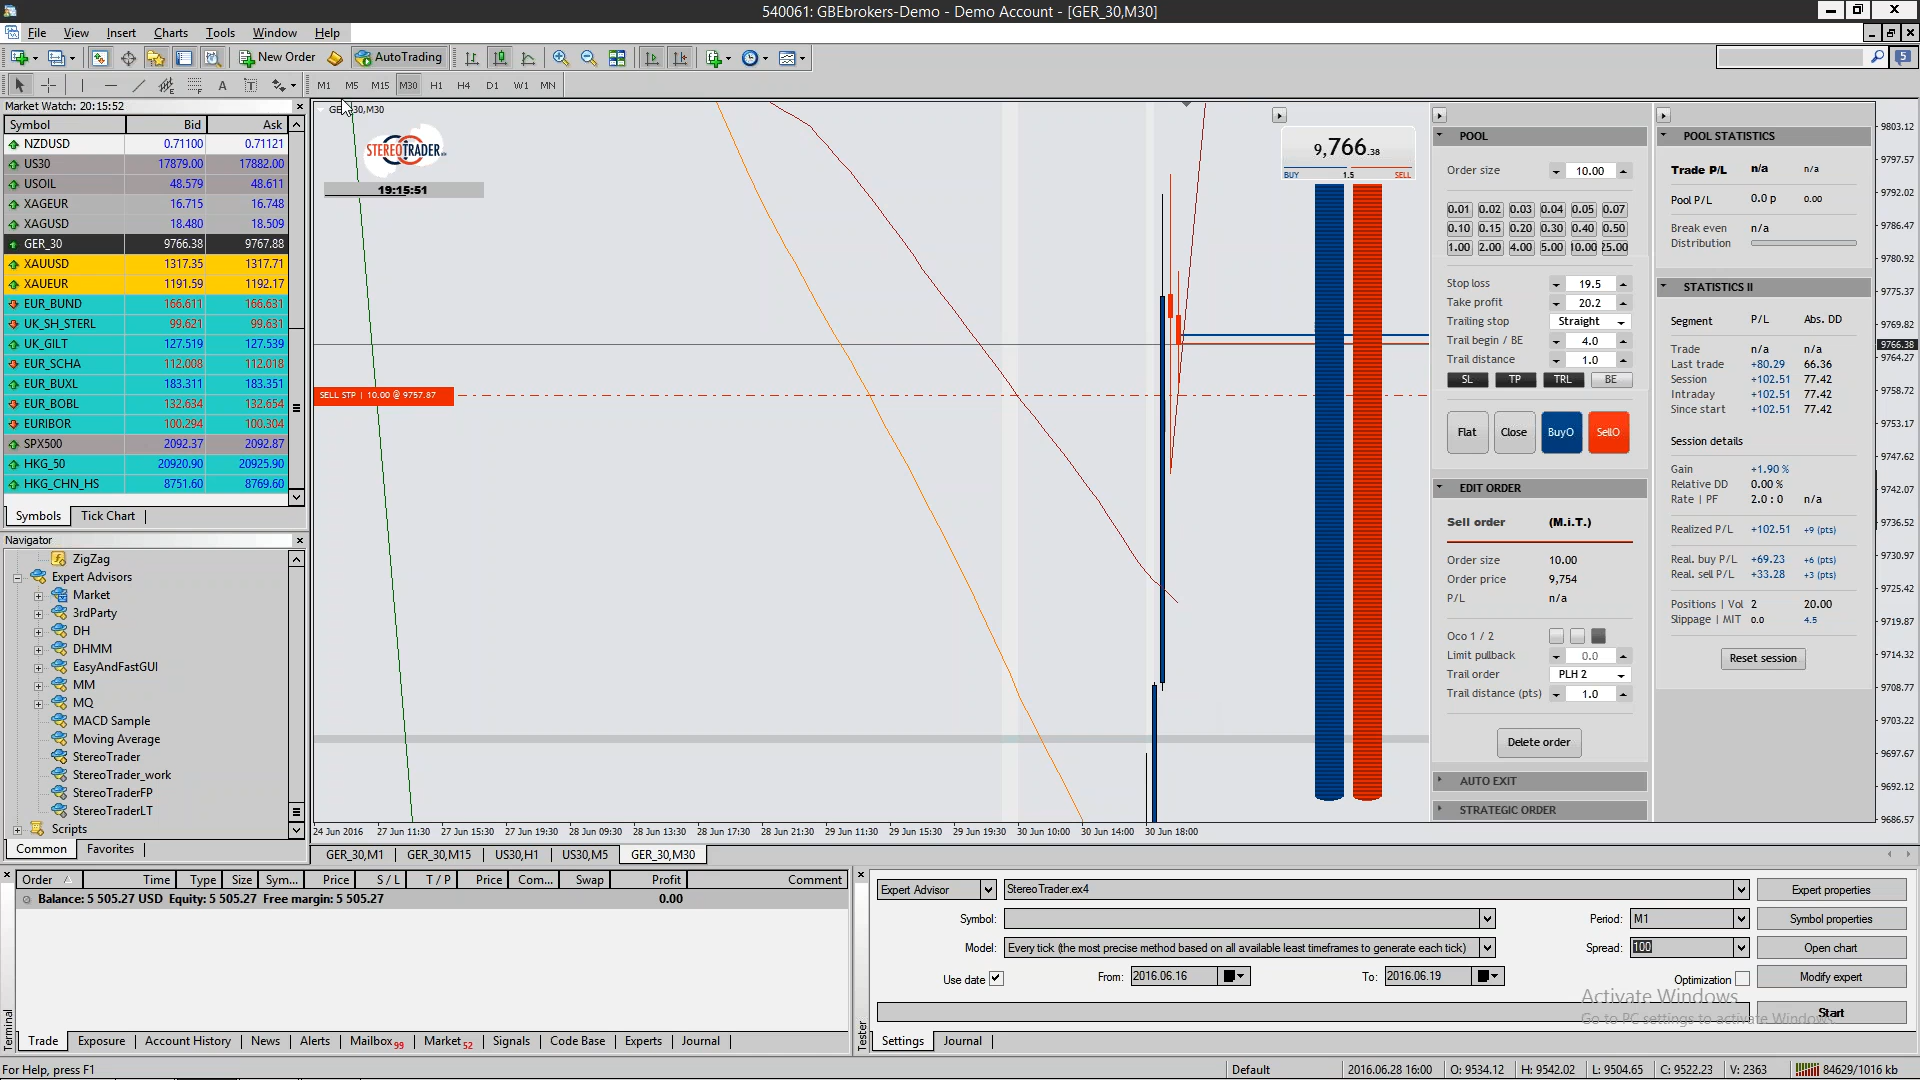 540061: GBEbrokers-Demo - Demo Account - [GER_30,M30]
File View Insert Charts Tools Window Help
New Order AutoTrading
5
A T M1 M5 M15 M30 H1 H4 D1 W1 MN
Market Watch: 20:15:52
Symbol Bid Ask
NZDUSD 0.71100 0.71121
US30 17879.00 17882.00
USOIL 48.579 48.611
XAGEUR 16.715 16.748
XAGUSD 18.480 18.509
GER_30 9766.38 9767.88
XAUUSD 1317.35 1317.71
XAUEUR 1191.59 1192.17
EUR_BUND 166.611 166.631
UK_SH_STERL 99.621 99.631
UK_GILT 127.519 127.539
EUR_SCHA 112.008 112.018
EUR_BUXL 183.311 183.351
EUR_BOBL 132.634 132.654
EURIBOR 100.294 100.304
SPX500 2092.37 2092.87
HKG_50 20920.90 20925.90
HKG_CHN_HS 8751.60 8769.60
Symbols Tick Chart
Navigator
ZigZag
Expert Advisors
Market
3rdParty
DH
DHMM
EasyAndFastGUI
MM
MQ
MACD Sample
Moving Average
StereoTrader
StereoTrader_work
StereoTraderFP
StereoTraderLT
Scripts
Common Favorites
STEREOTRADER
19:15:51
SELL STP | 10.00 @ 9757.87
9,766.38
BUY 1.5 SELL
24 Jun 2016 27 Jun 11:30 27 Jun 15:30 27 Jun 19:30 28 Jun 09:30 28 Jun 13:30 28 Jun 17:30 28 Jun 21:30 29 Jun 11:30 29 Jun 15:30 29 Jun 19:30 30 Jun 10:00 30 Jun 14:00 30 Jun 18:00
GER_30,M1 GER_30,M15 US30,H1 US30,M5 GER_30,M30
POOL
Order size 10.00
0.01 0.02 0.03 0.04 0.05 0.07
0.10 0.15 0.20 0.30 0.40 0.50
1.00 2.00 4.00 5.00 10.00 25.00
Stop loss 19.5
Take profit 20.2
Trailing stop Straight
Trail begin / BE 4.0
Trail distance 1.0
SL TP TRL BE
Flat Close BuyO SellO
EDIT ORDER
Sell order (M.i.T.)
Order size 10.00
Order price 9,754
P/L n/a
Oco 1 / 2
Limit pullback 0.0
Trail order PLH 2
Trail distance (pts) 1.0
Delete order
AUTO EXIT
STRATEGIC ORDER
POOL STATISTICS
Trade P/L n/a n/a
Pool P/L 0.0 p 0.00
Break even n/a
Distribution
STATISTICS II
Segment P/L Abs. DD
Trade n/a n/a
Last trade +80.29 66.36
Session +102.51 77.42
Intraday +102.51 77.42
Since start +102.51 77.42
Session details
Gain +1.90 %
Relative DD 0.00 %
Rate | PF 2.0 : 0 n/a
Realized P/L +102.51 +9 (pts)
Real. buy P/L +69.23 +6 (pts)
Real. sell P/L +33.28 +3 (pts)
Positions | Vol 2 20.00
Slippage | MIT 0.0 4.5
Reset session
9803.12
9797.57
9792.02
9786.47
9780.92
9775.37
9769.82
9766.38
9764.27
9758.72
9753.17
9747.62
9742.07
9736.52
9730.97
9725.42
9719.87
9714.32
9708.77
9703.22
9697.67
9692.12
9686.57
Order Time Type Size Sym... Price S / L T / P Price Com... Swap Profit Comment
Balance: 5 505.27 USD Equity: 5 505.27 Free margin: 5 505.27 0.00
Terminal
Trade Exposure Account History News Alerts Mailbox 99 Market 52 Signals Code Base Experts Journal
Expert Advisor StereoTrader.ex4 Expert properties
Symbol: Period: M1 Symbol properties
Model: Every tick (the most precise method based on all available least timeframes to generate each tick) Spread: 100 Open chart
Use date From: 2016.06.16 To: 2016.06.19 Optimization Modify expert
Activate Windows
Go to PC settings to activate Windows.
Start
Tester
Settings Journal
For Help, press F1 Default 2016.06.28 16:00 O: 9534.12 H: 9542.02 L: 9504.65 C: 9522.23 V: 2363 84629/1016 kb